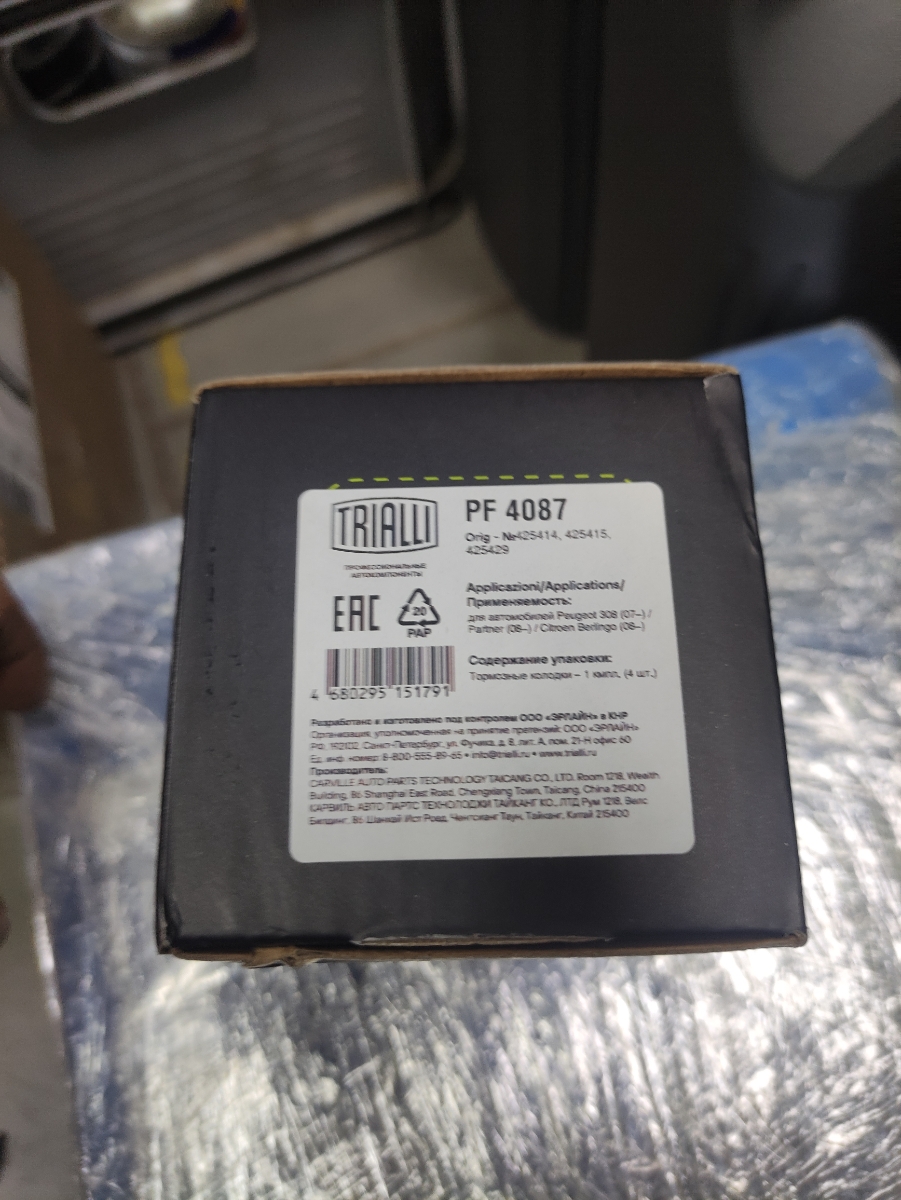 TRIALLI
ПРОФЕССИОНАЛЬНЫЕ
АВТОКОМПОНЕНТЫ
PF 4087
Orig - №425414, 425415,
425429
EAC
20
PAP
Applicazioni/Applications/
Применяемость:
для автомобилей Peugeot 308 (07–) /
Partner (08–) / Citroen Berlingo (08–)
Содержание упаковки:
Тормозные колодки – 1 кмпл. (4 шт.)
4 680295 151791
Разработано и изготовлено под контролем ООО «ЭРЛАЙН» в КНР
Организация, уполномоченная на принятие претензий: ООО «ЭРЛАЙН»
РФ, 192102, Санкт-Петербург, ул. Фучика, д. 8, лит. А, пом. 21-Н офис 60
Ед. инф. номер: 8-800-555-89-65 • info@trialli.ru • www.trialli.ru
Производитель:
CARVILLE AUTO PARTS TECHNOLOGY TAICANG CO., LTD. Room 1218, Wealth
Building, 86 Shanghai East Road, Chengxiang Town, Taicang, China 215400
КАРВИЛЬ АВТО ПАРТС ТЕХНОЛОДЖИ ТАЙКАНГ КО., ЛТД Рум 1218, Велс
Билдинг, 86 Шанхай Ист Роад, Ченгсианг Таун, Тайканг, Китай 215400